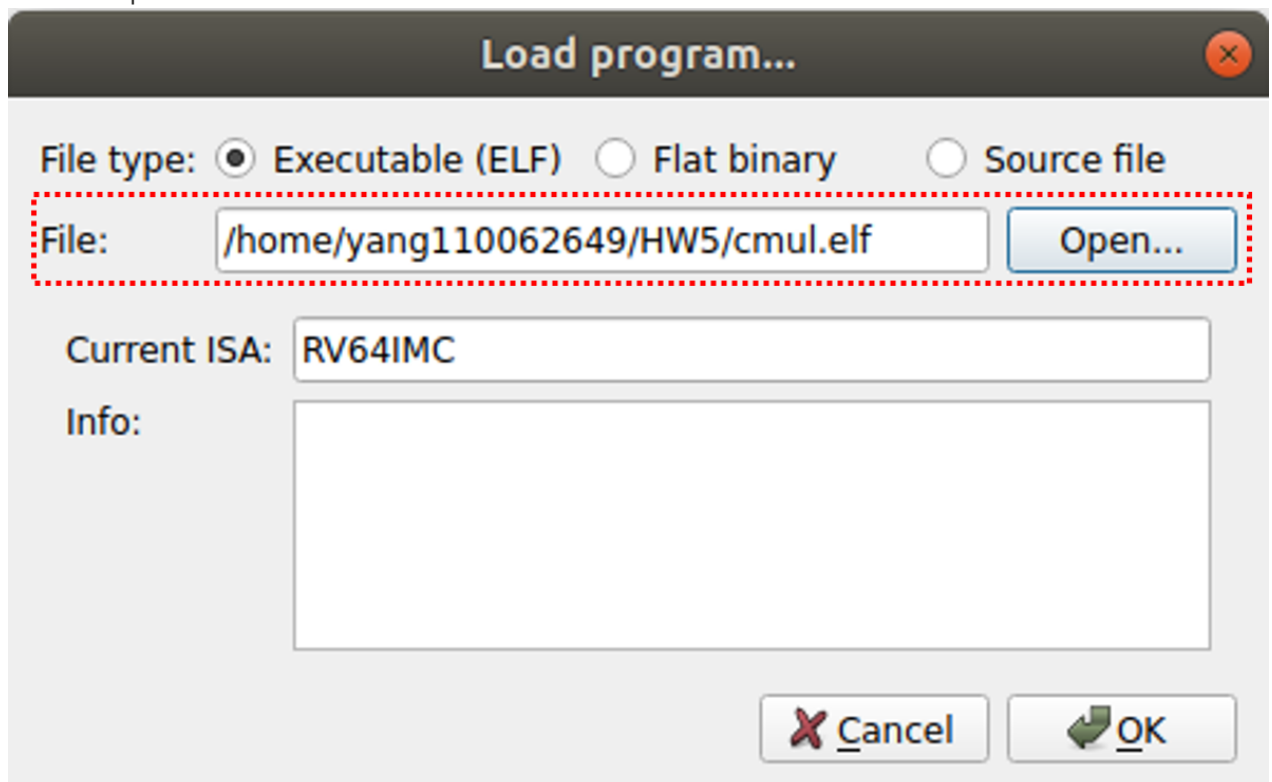 Load program...
File type: Executable (ELF) Flat binary Source file
File: /home/yang110062649/HW5/cmul.elf Open...
Current ISA: RV64IMC
Info:
Cancel OK